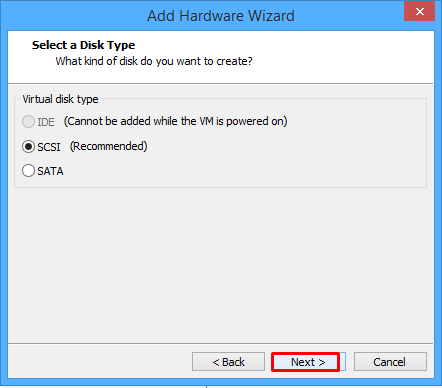 Add Hardware Wizard
Select a Disk Type
What kind of disk do you want to create?
Virtual disk type
IDE (Cannot be added while the VM is powered on)
SCSI (Recommended)
SATA
< Back Next > Cancel